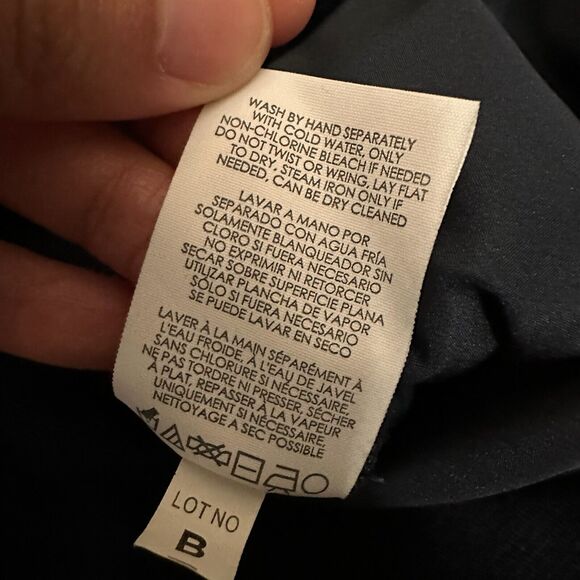 WASH BY HAND SEPARATELY
WITH COLD WATER, ONLY
NON-CHLORINE BLEACH IF NEEDED
DO NOT TWIST OR WRING, LAY FLAT
TO DRY, STEAM IRON ONLY IF
NEEDED, CAN BE DRY CLEANED
LAVAR A MANO POR
SEPARADO CON AGUA FRÍA
SOLAMENTE BLANQUEADOR SIN
CLORO SI FUERA NECESARIO
NO EXPRIMIR NI RETORCER
SECAR SOBRE SUPERFICIE PLANA
UTILIZAR PLANCHA DE VAPOR
SÓLO SI FUERA NECESARIO
SE PUEDE LAVAR EN SECO
LAVER À LA MAIN SÉPARÉMENT À
L'EAU FROIDE, À L'EAU DE JAVEL
SANS CHLORURE SI NÉCESSAIRE,
NE PAS TORDRE NI PRESSER, SÉCHER
À PLAT, REPASSER À LA VAPEUR
UNIQUEMENT SI NÉCESSAIRE,
NETTOYAGE A SEC POSSIBLE
LOT NO
B